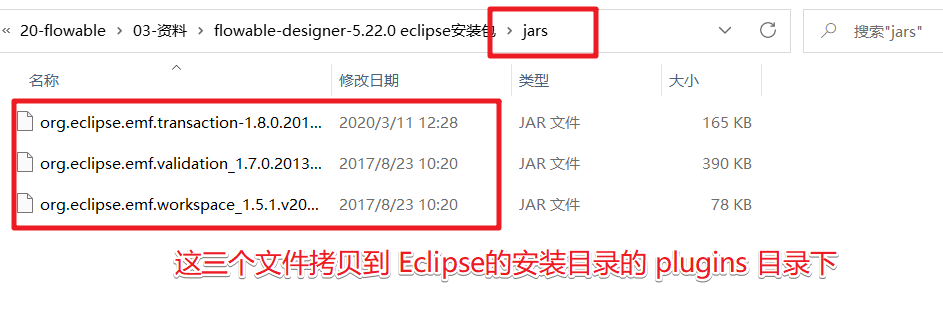 « 20-flowable > 03-资料 > flowable-designer-5.22.0 eclipse安装包 > jars
搜索"jars"
名称 修改日期 类型 大小
org.eclipse.emf.transaction-1.8.0.201... 2020/3/11 12:28 JAR 文件 165 KB
org.eclipse.emf.validation_1.7.0.2013... 2017/8/23 10:20 JAR 文件 390 KB
org.eclipse.emf.workspace_1.5.1.v20... 2017/8/23 10:20 JAR 文件 78 KB
这三个文件拷贝到 Eclipse的安装目录的 plugins 目录下